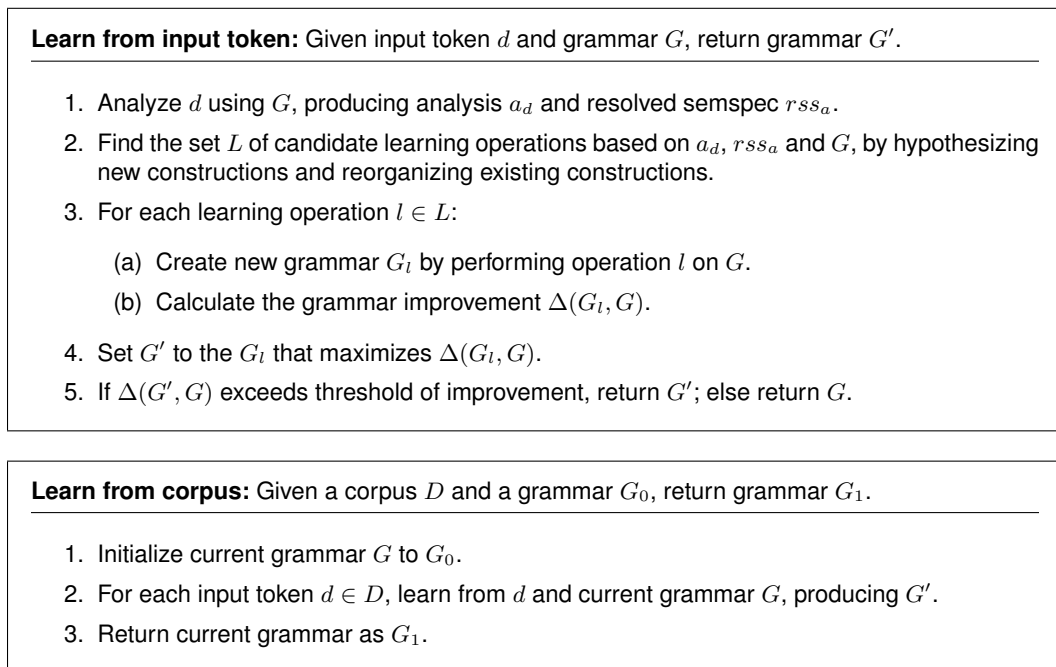 Learn from input token: Given input token d and grammar G, return grammar G′.
1. Analyze d using G, producing analysis a_d and resolved semspec rss_a.
2. Find the set L of candidate learning operations based on a_d, rss_a and G, by hypothesizing
new constructions and reorganizing existing constructions.
3. For each learning operation l ∈ L:
(a) Create new grammar G_l by performing operation l on G.
(b) Calculate the grammar improvement Δ(G_l, G).
4. Set G′ to the G_l that maximizes Δ(G_l, G).
5. If Δ(G′, G) exceeds threshold of improvement, return G′; else return G.
Learn from corpus: Given a corpus D and a grammar G_0, return grammar G_1.
1. Initialize current grammar G to G_0.
2. For each input token d ∈ D, learn from d and current grammar G, producing G′.
3. Return current grammar as G_1.